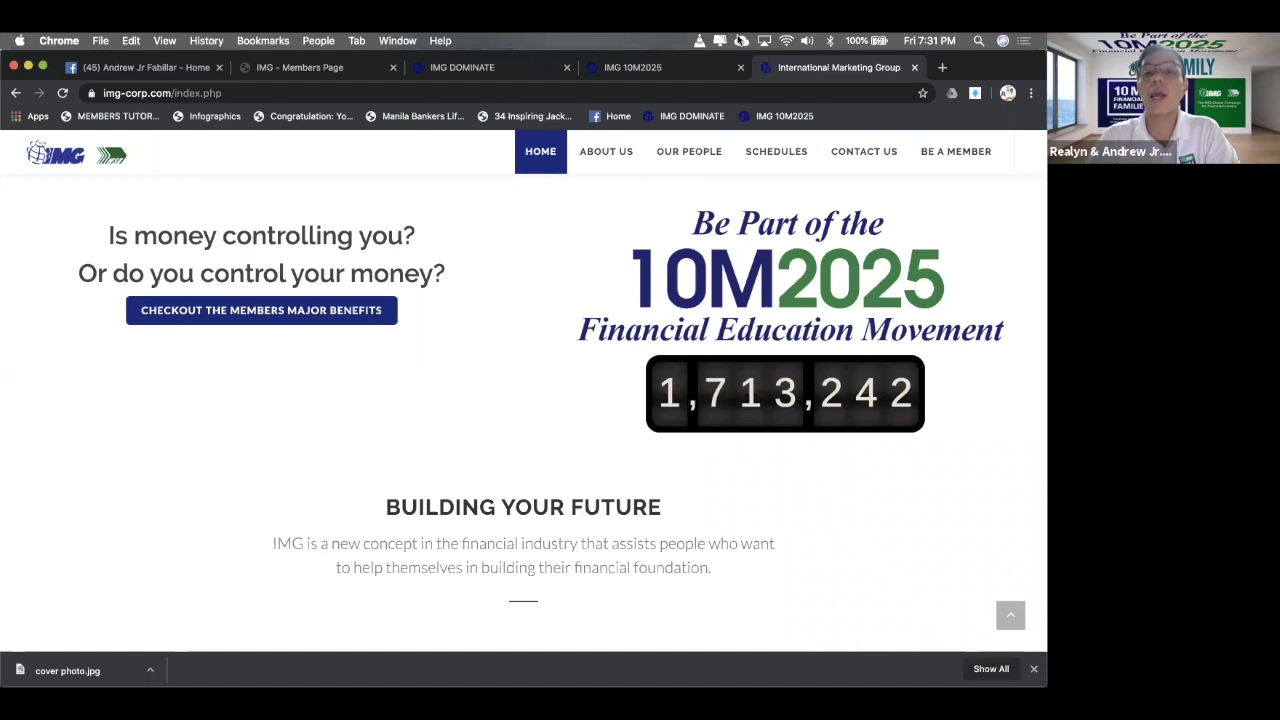 Chrome File Edit View History Bookmarks People Tab Window Help 100% Fri 7:31 PM
(45) Andrew Jr Fabillar - Home
IMG - Members Page
IMG DOMINATE
IMG 10M2025
International Marketing Group
img-corp.com/index.php
Apps
MEMBERS TUTOR...
Infographics
Congratulation: Yo...
Manila Bankers Lif...
34 Inspiring Jack...
Home
IMG DOMINATE
IMG 10M2025
IMG
HOME
ABOUT US
OUR PEOPLE
SCHEDULES
CONTACT US
BE A MEMBER
Is money controlling you?
Or do you control your money?
CHECKOUT THE MEMBERS MAJOR BENEFITS
Be Part of the
10M2025
Financial Education Movement
1,713,242
BUILDING YOUR FUTURE
IMG is a new concept in the financial industry that assists people who want
to help themselves in building their financial foundation.
cover photo.jpg
Show All
Be Part of the
10M2025
Realyn & Andrew Jr....